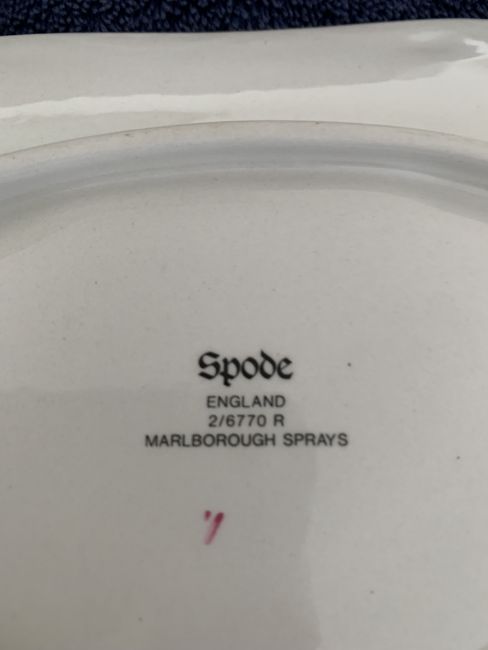 Spode
ENGLAND
2/6770 R
MARLBOROUGH SPRAYS